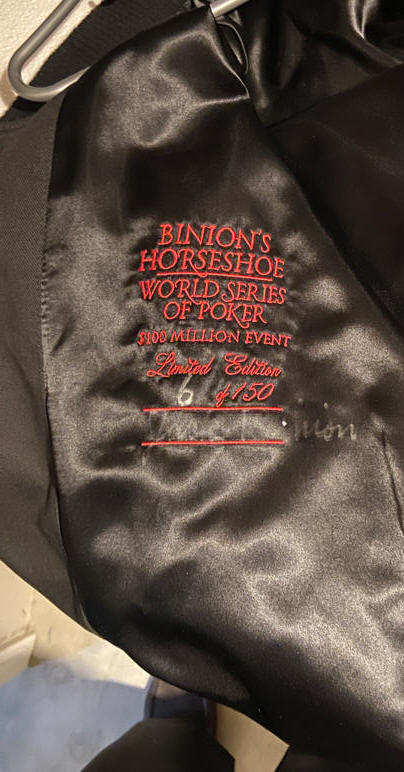 BINION'S
HORSESHOE
WORLD SERIES
OF POKER
$100 MILLION EVENT
Limited Edition
6 of 150